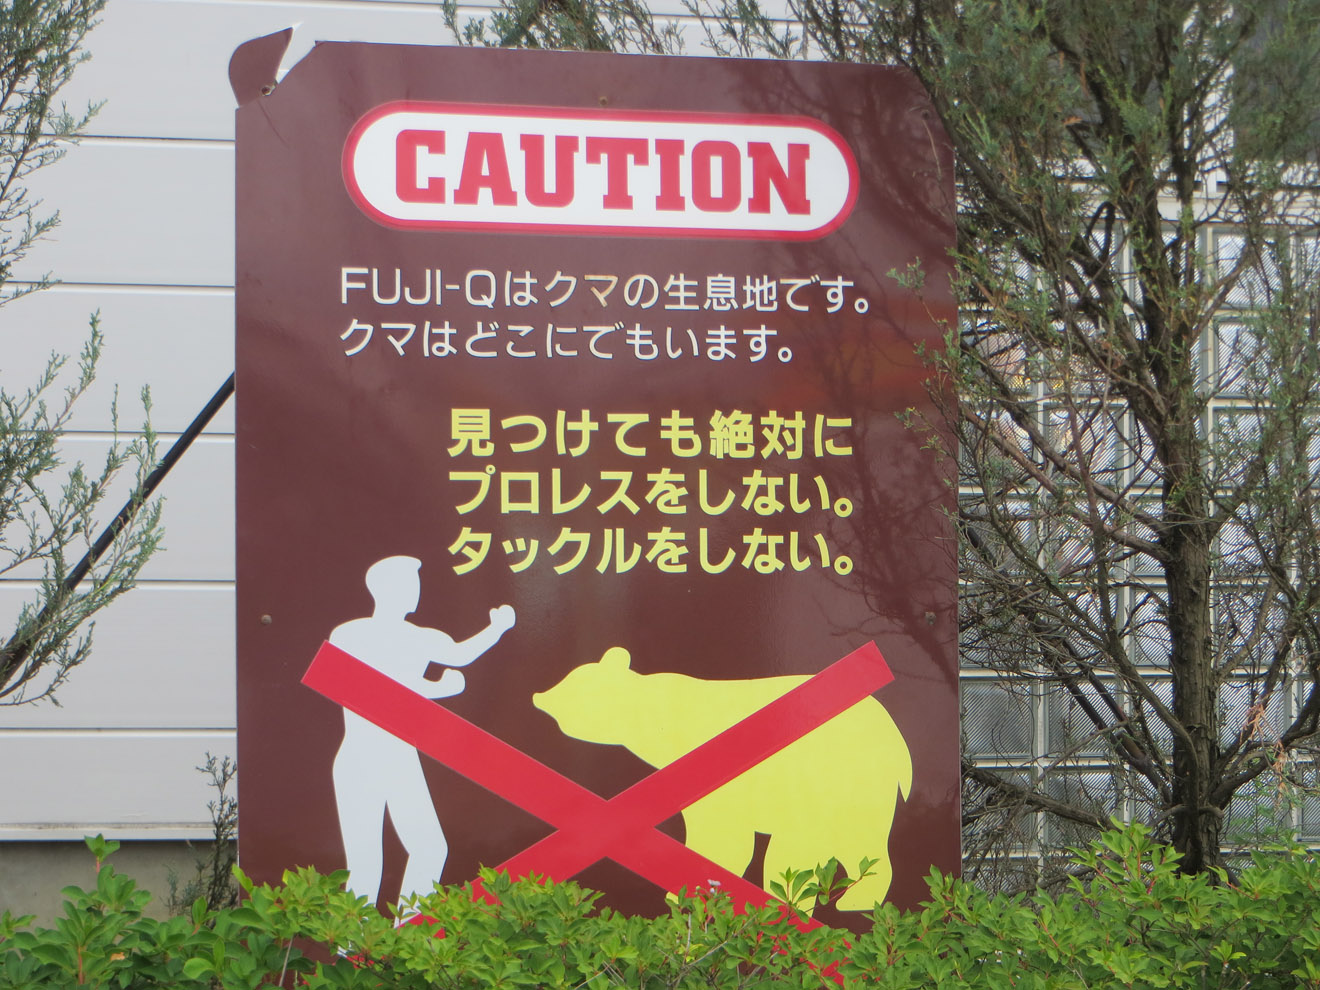 CAUTION
FUJI-Qはクマの生息地です。
クマはどこにでもいます。
見つけても絶対に
プロレスをしない。
タックルをしない。